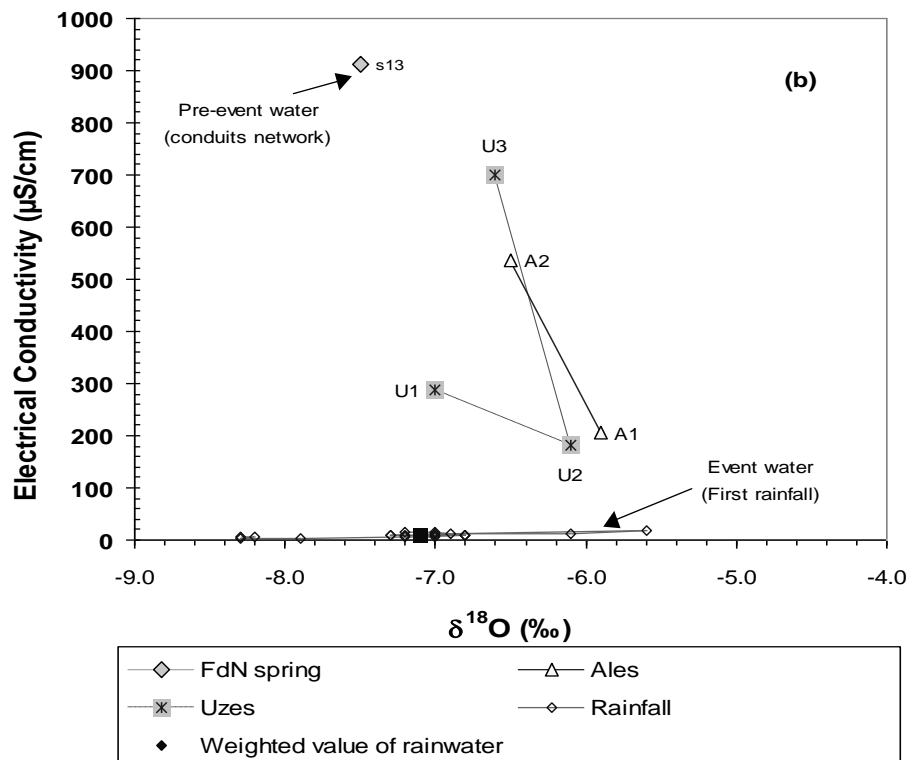 1000
900
800
700
600
500
400
300
200
100
0
Electrical Conductivity (µS/cm)
s13
(b)
Pre-event water
(conduits network)
U3
A2
U1
A1
U2
Event water
(First rainfall)
-9.0 -8.0 -7.0 -6.0 -5.0 -4.0
δ¹⁸O (‰)
FdN spring Ales
Uzes Rainfall
Weighted value of rainwater